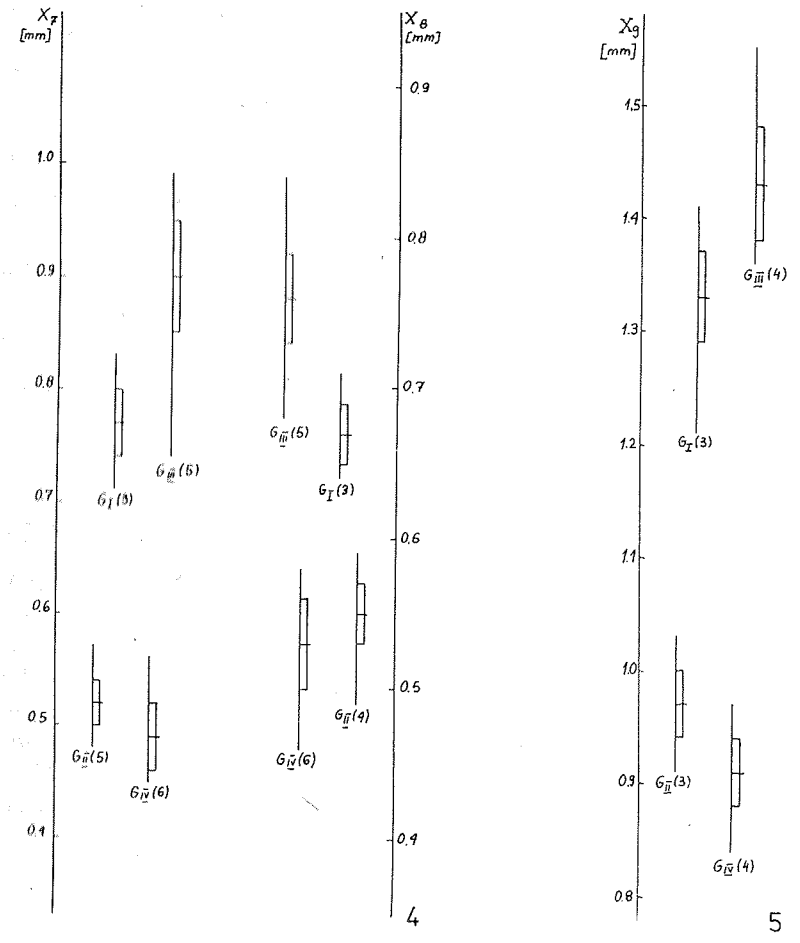 X7
[mm]
1.0
0.9
0.8
0.7
0.6
0.5
0.4
GI(3)
GIII(5)
GII(5)
GIV(6)
X8
[mm]
0.9
0.8
0.7
0.6
0.5
0.4
GIII(5)
GI(3)
GIV(6)
GII(4)
4
X9
[mm]
1.5
1.4
1.3
1.2
1.1
1.0
0.9
0.8
GIII(4)
GI(3)
GII(3)
GIV(4)
5